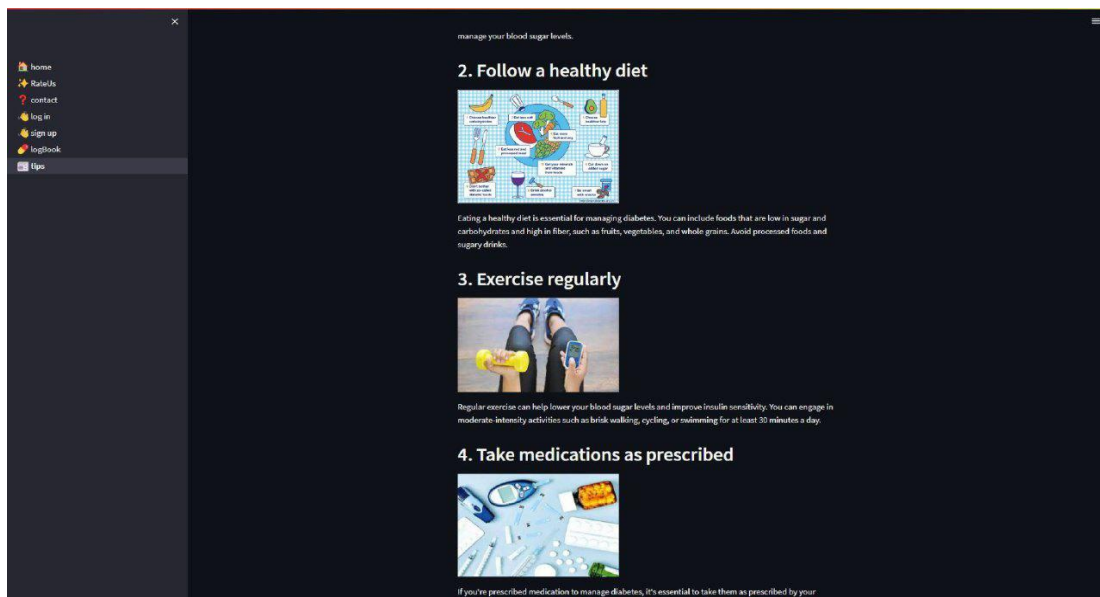 ×
home
RateUs
contact
log in
sign up
logBook
tips
manage your blood sugar levels.
2. Follow a healthy diet
Eating a healthy diet is essential for managing diabetes. You can include foods that are low in sugar and
carbohydrates and high in fiber, such as fruits, vegetables, and whole grains. Avoid processed foods and
sugary drinks.
3. Exercise regularly
Regular exercise can help lower your blood sugar levels and improve insulin sensitivity. You can engage in
moderate-intensity activities such as brisk walking, cycling, or swimming for at least 30 minutes a day.
4. Take medications as prescribed
If you're prescribed medication to manage diabetes, it's essential to take them as prescribed by your